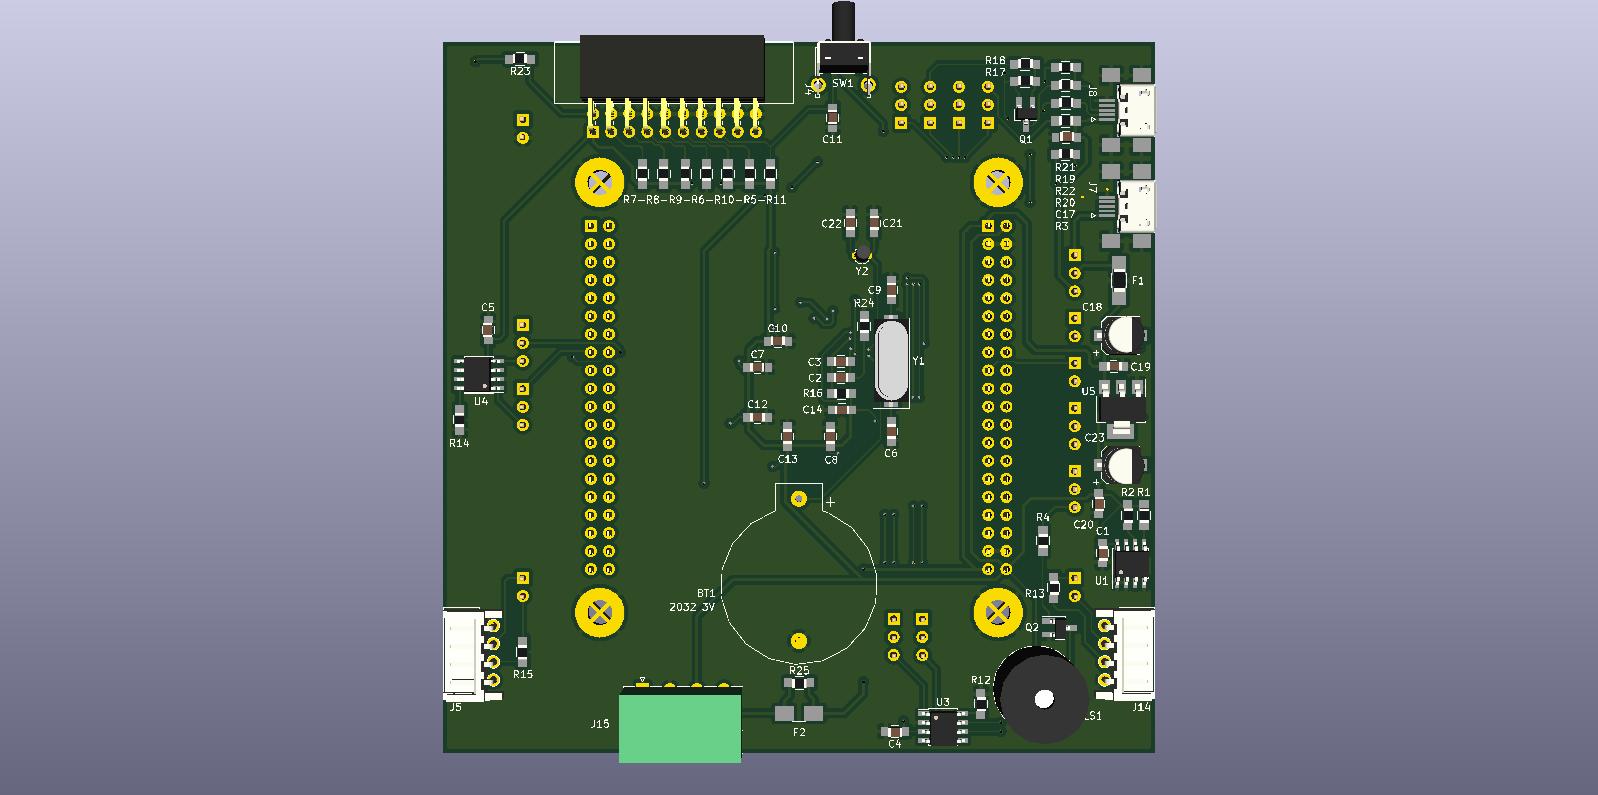 R18
R17
R23
SW1
J4
J8
C11
Q1
R21
R19
R22
R20
C17
R3
J7
R7-R8-R9-R6-R10-R5-R11
C22
C21
Y2
F1
C9
R24
C18
C5
C10
C7
C3
C2
R16
C14
Y1
C19
U5
U4
C12
R14
C13
C8
C6
C23
+
+
+
R2
R1
C20
R4
C1
U1
R13
BT1
2032 3V
Q2
R25
R15
R12
J5
J15
F2
U3
C4
LS1
J14